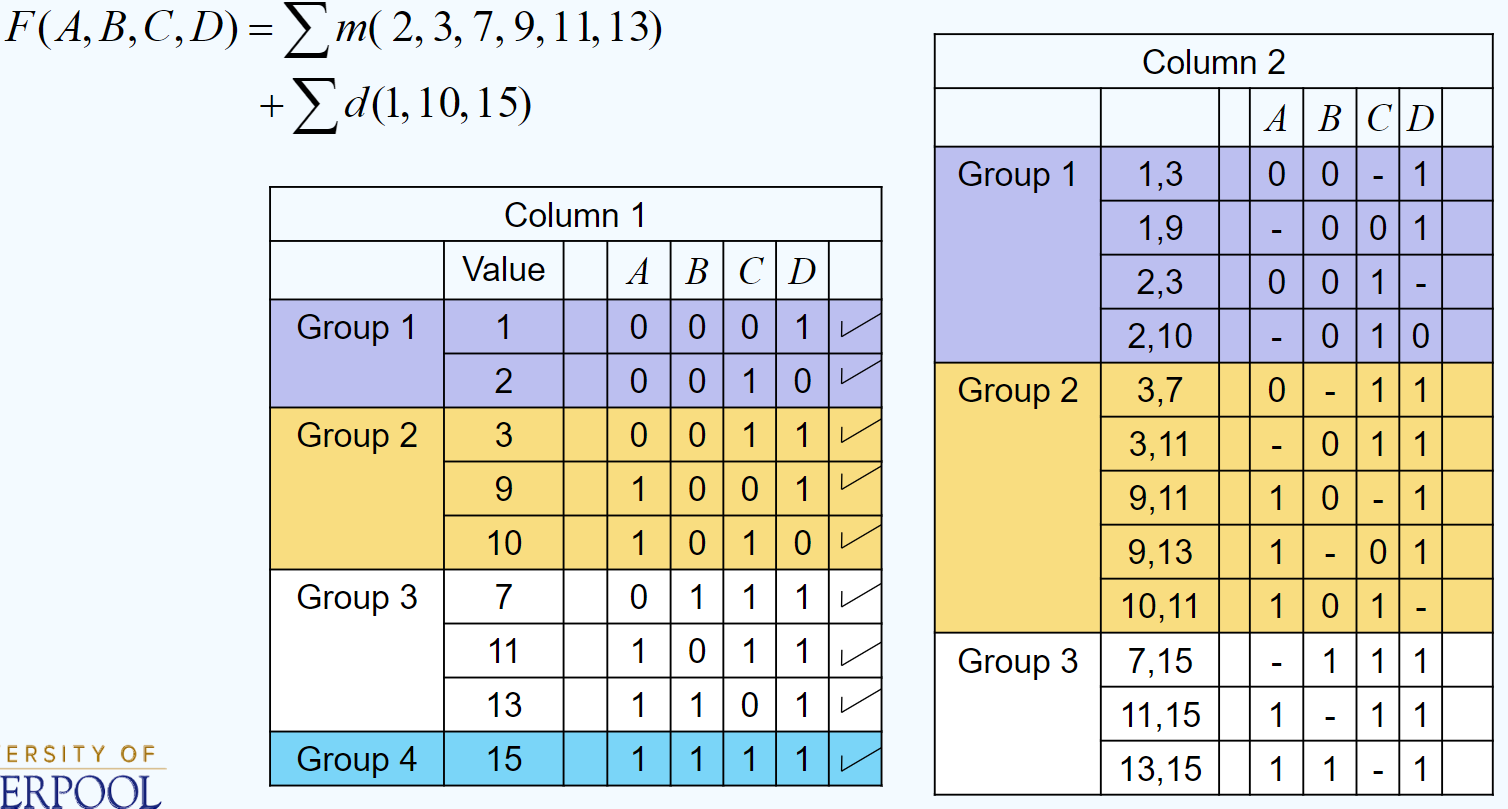 F(A,B,C,D) = ∑ m( 2, 3, 7, 9, 11, 13)
+ ∑ d(1, 10, 15)
Column 1
Value A B C D
Group 1 1 0 0 0 1 ✓
2 0 0 1 0 ✓
Group 2 3 0 0 1 1 ✓
9 1 0 0 1 ✓
10 1 0 1 0 ✓
Group 3 7 0 1 1 1 ✓
11 1 0 1 1 ✓
13 1 1 0 1 ✓
Group 4 15 1 1 1 1 ✓
Column 2
A B C D
Group 1 1,3 0 0 - 1
1,9 - 0 0 1
2,3 0 0 1 -
2,10 - 0 1 0
Group 2 3,7 0 - 1 1
3,11 - 0 1 1
9,11 1 0 - 1
9,13 1 - 0 1
10,11 1 0 1 -
Group 3 7,15 - 1 1 1
11,15 1 - 1 1
13,15 1 1 - 1
ERSITY OF
ERPOOL